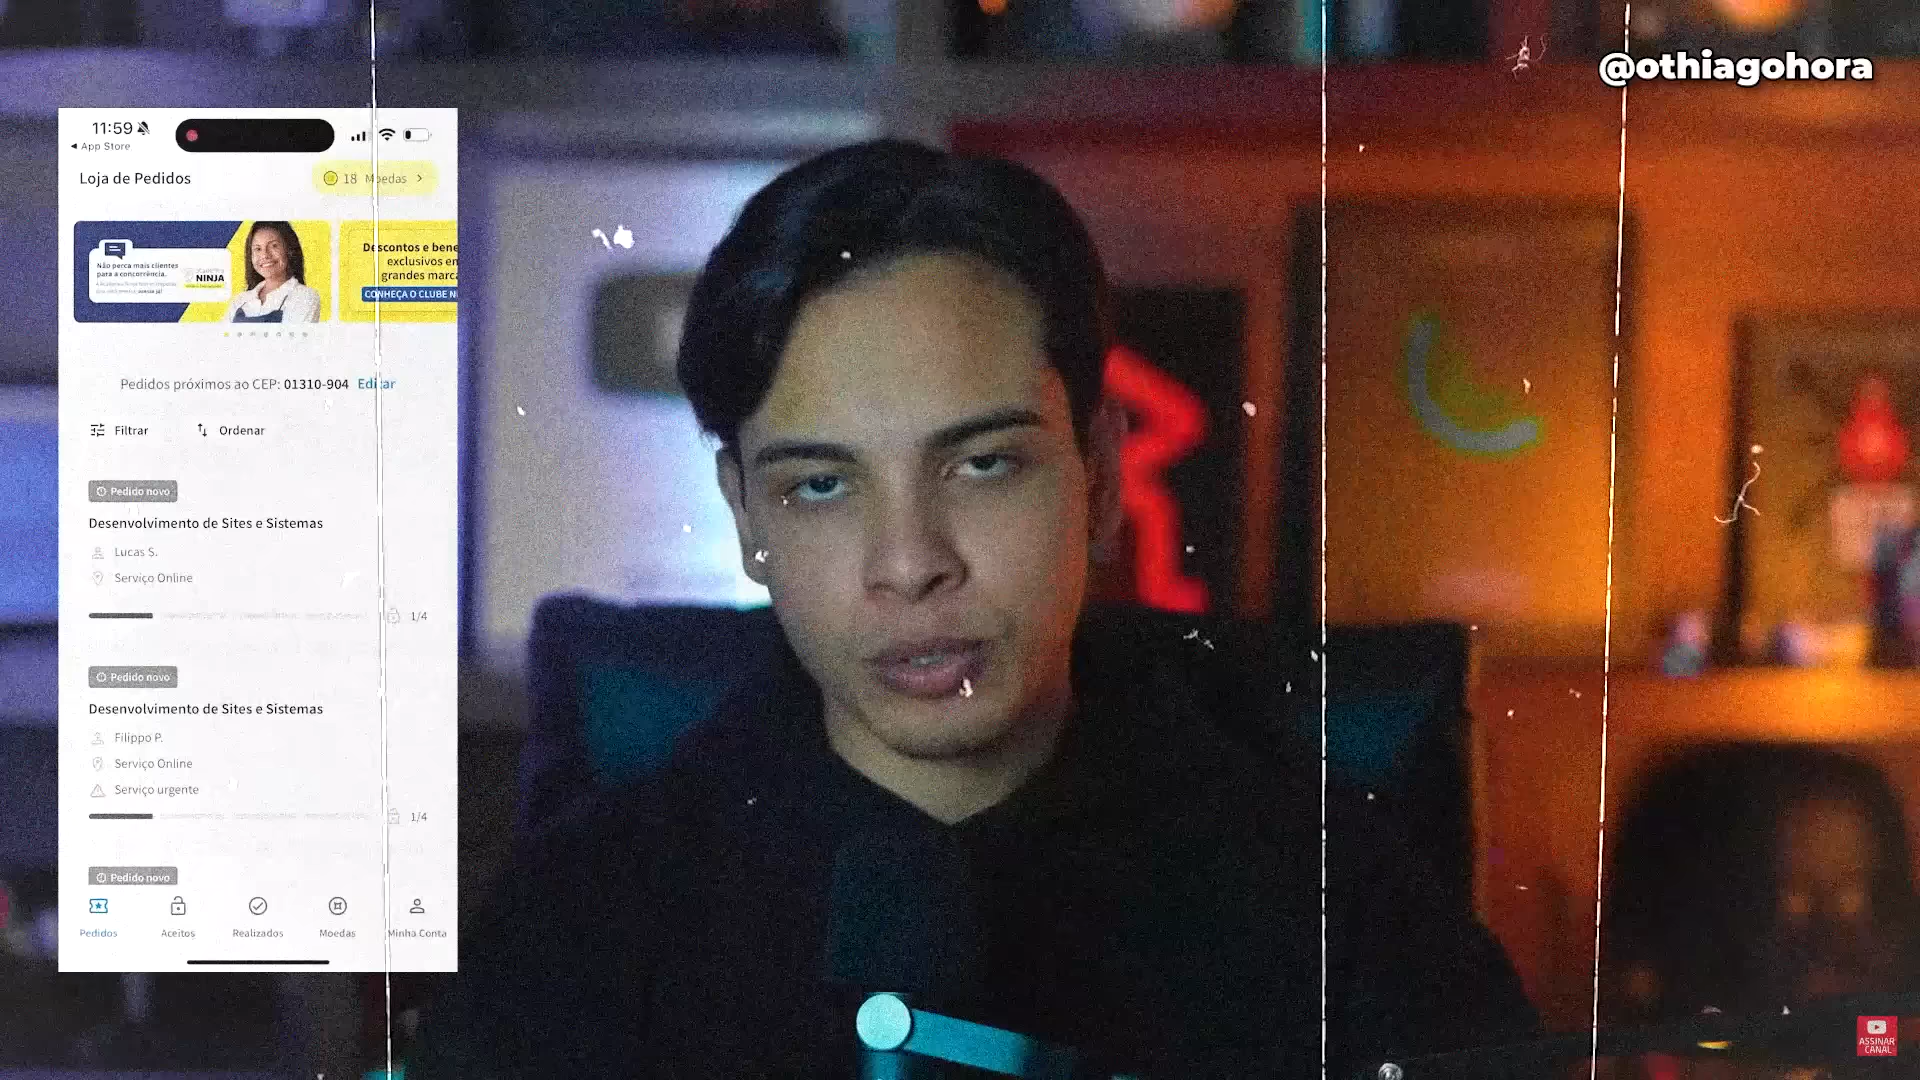 @othiagohora
11:59
App Store
Loja de Pedidos
18 Moedas
Não perca mais clientes
para a concorrência.
NINJA
Descontos e bene
exclusivos en
grandes marca
CONHEÇA O CLUBE NI
Pedidos próximos ao CEP: 01310-904 Editar
Filtrar Ordenar
Pedido novo
Desenvolvimento de Sites e Sistemas
Lucas S.
Serviço Online
1/4
Pedido novo
Desenvolvimento de Sites e Sistemas
Filippo P.
Serviço Online
Serviço urgente
1/4
Pedido novo
Pedidos Aceitos Realizados Moedas Minha Conta
ASSINAR
CANAL